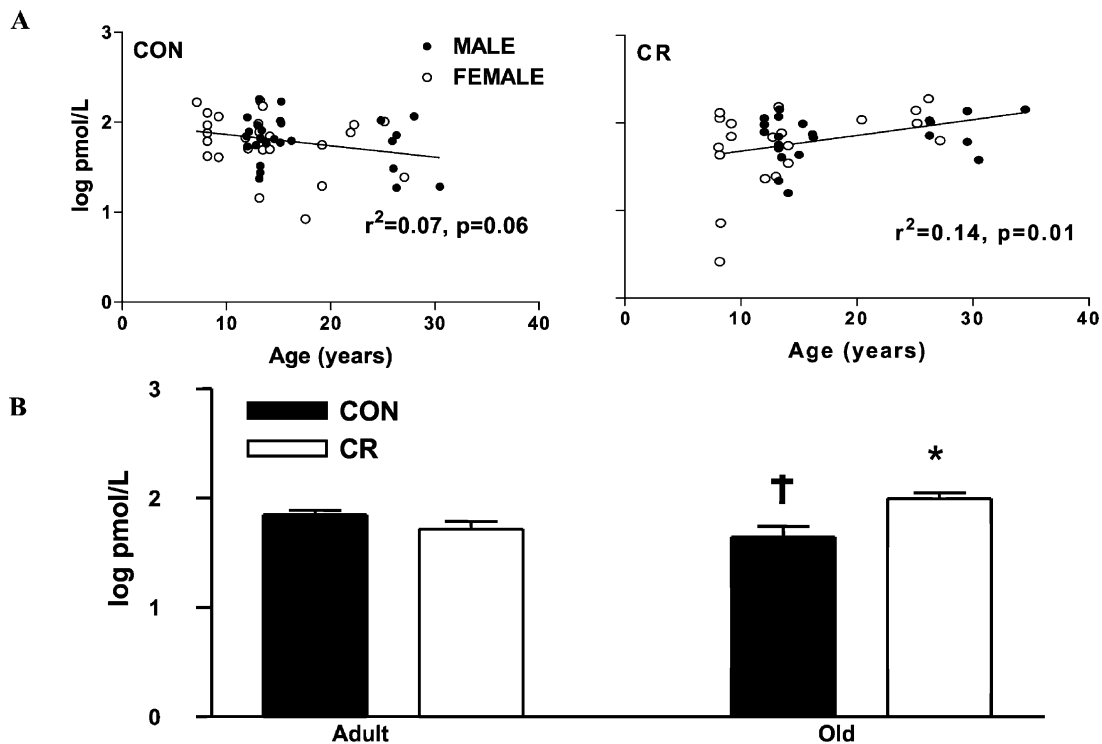 A
CON
MALE
FEMALE
log pmol/L
3
2
1
0
r²=0.07, p=0.06
0 10 20 30 40
Age (years)
CR
r²=0.14, p=0.01
0 10 20 30 40
Age (years)
B
CON
CR
log pmol/L
3
2
1
0
†
*
Adult Old